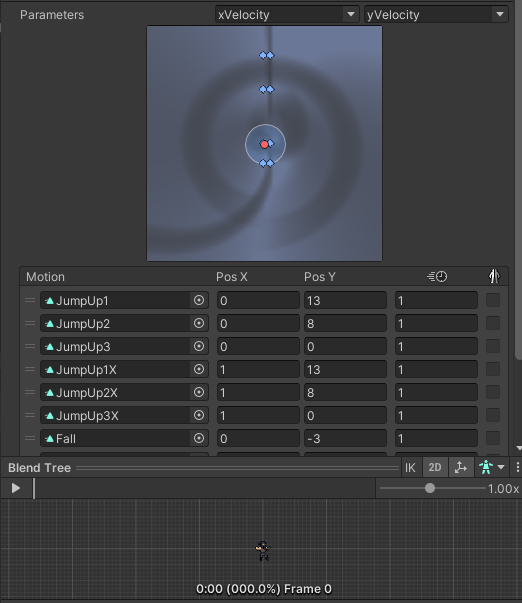 Parameters xVelocity yVelocity
Motion Pos X Pos Y
JumpUp1 0 13 1
JumpUp2 0 8 1
JumpUp3 0 0 1
JumpUp1X 1 13 1
JumpUp2X 1 8 1
JumpUp3X 1 0 1
Fall 0 -3 1
Blend Tree IK 2D
1.00x
0:00 (000.0%) Frame 0